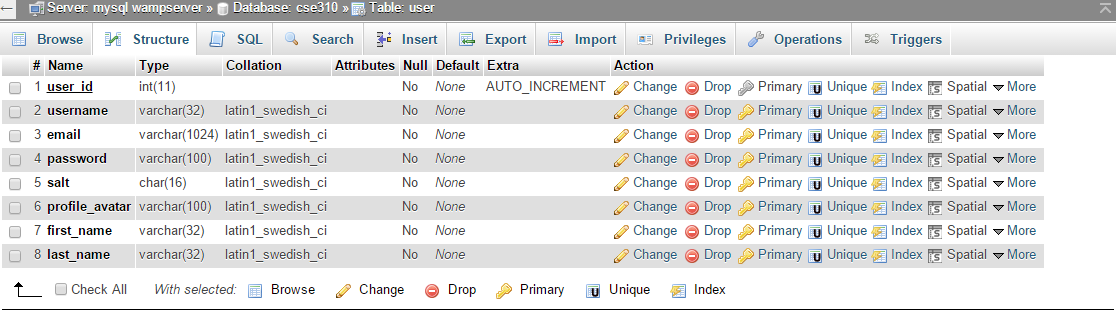 Server: mysql wampserver » Database: cse310 » Table: user
Browse Structure SQL Search Insert Export Import Privileges Operations Triggers
# Name Type Collation Attributes Null Default Extra Action
1 user_id int(11) No None AUTO_INCREMENT Change Drop Primary Unique Index Spatial More
2 username varchar(32) latin1_swedish_ci No None Change Drop Primary Unique Index Spatial More
3 email varchar(1024) latin1_swedish_ci No None Change Drop Primary Unique Index Spatial More
4 password varchar(100) latin1_swedish_ci No None Change Drop Primary Unique Index Spatial More
5 salt char(16) latin1_swedish_ci No None Change Drop Primary Unique Index Spatial More
6 profile_avatar varchar(100) latin1_swedish_ci No None Change Drop Primary Unique Index Spatial More
7 first_name varchar(32) latin1_swedish_ci No None Change Drop Primary Unique Index Spatial More
8 last_name varchar(32) latin1_swedish_ci No None Change Drop Primary Unique Index Spatial More
Check All With selected: Browse Change Drop Primary Unique Index